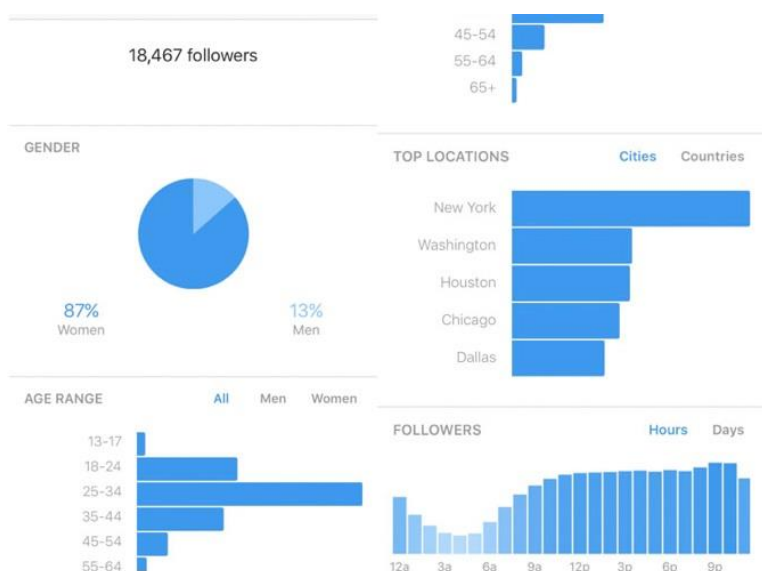 18,467 followers
GENDER
87%
Women
13%
Men
AGE RANGE
All Men Women
13-17
18-24
25-34
35-44
45-54
55-64
45-54
55-64
65+
TOP LOCATIONS
Cities Countries
New York
Washington
Houston
Chicago
Dallas
FOLLOWERS
Hours Days
12a 3a 6a 9a 12p 3p 6p 9p